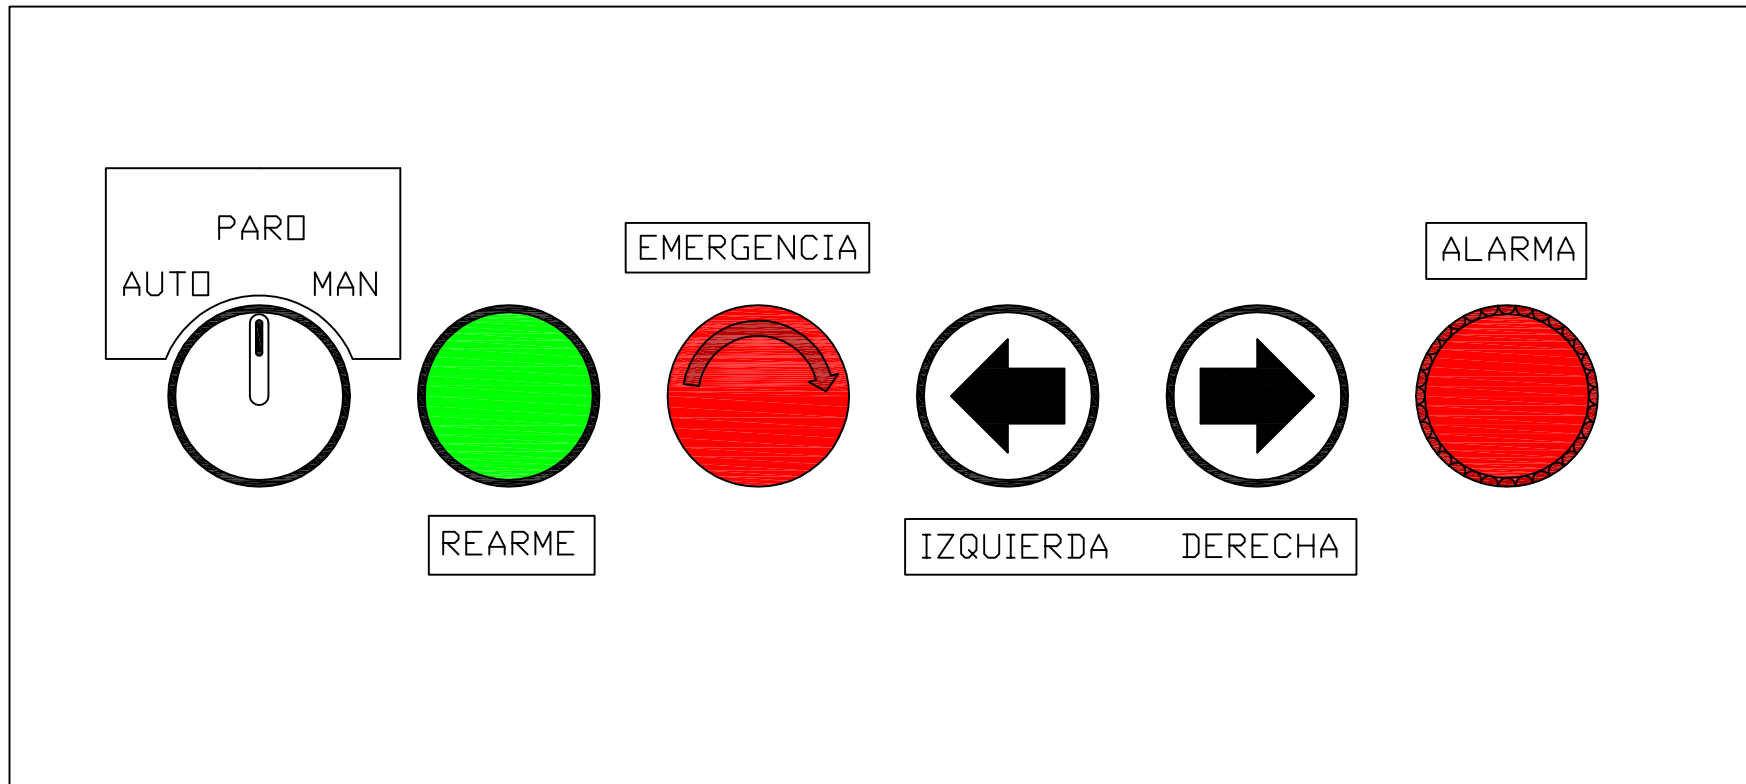 PARO
AUTO MAN
EMERGENCIA
ALARMA
REARME
IZQUIERDA DERECHA